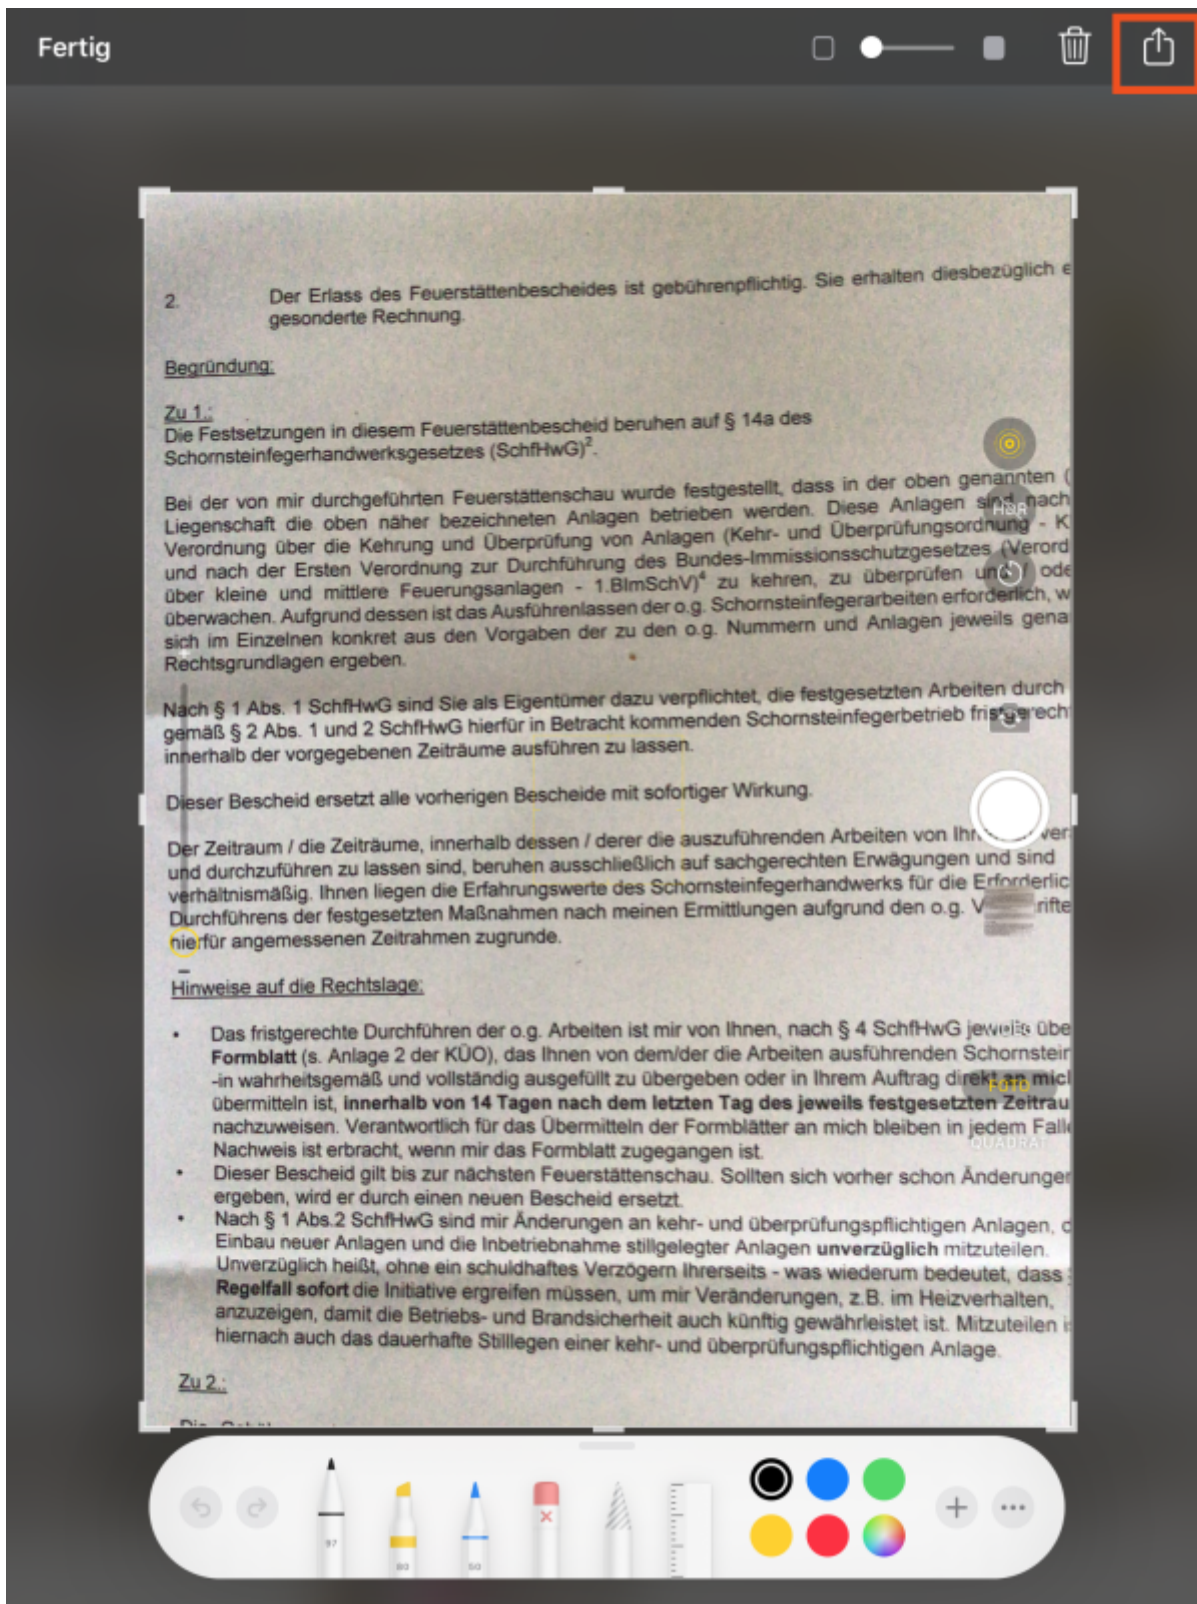 Fertig
2. Der Erlass des Feuerstättenbescheides ist gebührenpflichtig. Sie erhalten diesbezüglich e
gesonderte Rechnung.
Begründung:
Zu 1.:
Die Festsetzungen in diesem Feuerstättenbescheid beruhen auf § 14a des
Schornsteinfegerhandwerksgesetzes (SchfHwG)².
Bei der von mir durchgeführten Feuerstättenschau wurde festgestellt, dass in der oben genannten (
Liegenschaft die oben näher bezeichneten Anlagen betrieben werden. Diese Anlagen sind nach
Verordnung über die Kehrung und Überprüfung von Anlagen (Kehr- und Überprüfungsordnung - K
und nach der Ersten Verordnung zur Durchführung des Bundes-Immissionsschutzgesetzes (Verord
über kleine und mittlere Feuerungsanlagen - 1.BImSchV)⁴ zu kehren, zu überprüfen und / ode
überwachen. Aufgrund dessen ist das Ausführenlassen der o.g. Schornsteinfegerarbeiten erforderlich, w
sich im Einzelnen konkret aus den Vorgaben der zu den o.g. Nummern und Anlagen jeweils gena
Rechtsgrundlagen ergeben.
Nach § 1 Abs. 1 SchfHwG sind Sie als Eigentümer dazu verpflichtet, die festgesetzten Arbeiten durch
gemäß § 2 Abs. 1 und 2 SchfHwG hierfür in Betracht kommenden Schornsteinfegerbetrieb fristgerecht
innerhalb der vorgegebenen Zeiträume ausführen zu lassen.
Dieser Bescheid ersetzt alle vorherigen Bescheide mit sofortiger Wirkung.
Der Zeitraum / die Zeiträume, innerhalb dessen / derer die auszuführenden Arbeiten von
und durchzuführen zu lassen sind, beruhen ausschließlich auf sachgerechten Erwägungen und sind
verhältnismäßig. Ihnen liegen die Erfahrungswerte des Schornsteinfegerhandwerks für die Erforderlic
Durchführens der festgesetzten Maßnahmen nach meinen Ermittlungen aufgrund den o.g.
hierfür angemessenen Zeitrahmen zugrunde.
Hinweise auf die Rechtslage:
• Das fristgerechte Durchführen der o.g. Arbeiten ist mir von Ihnen, nach § 4 SchfHwG jeweils übe
Formblatt (s. Anlage 2 der KÜO), das Ihnen von dem/der die Arbeiten ausführenden Schornstein
-in wahrheitsgemäß und vollständig ausgefüllt zu übergeben oder in Ihrem Auftrag direkt an mich
übermitteln ist, innerhalb von 14 Tagen nach dem letzten Tag des jeweils festgesetzten Zeitrau
nachzuweisen. Verantwortlich für das Übermitteln der Formblätter an mich bleiben in jedem Falle
Nachweis ist erbracht, wenn mir das Formblatt zugegangen ist.
• Dieser Bescheid gilt bis zur nächsten Feuerstättenschau. Sollten sich vorher schon Änderungen
ergeben, wird er durch einen neuen Bescheid ersetzt.
• Nach § 1 Abs.2 SchfHwG sind mir Änderungen an kehr- und überprüfungspflichtigen Anlagen, d
Einbau neuer Anlagen und die Inbetriebnahme stillgelegter Anlagen unverzüglich mitzuteilen.
Unverzüglich heißt, ohne ein schuldhaftes Verzögern Ihrerseits - was wiederum bedeutet, dass
Regelfall sofort die Initiative ergreifen müssen, um mir Veränderungen, z.B. im Heizverhalten,
anzuzeigen, damit die Betriebs- und Brandsicherheit auch künftig gewährleistet ist. Mitzuteilen i
hiernach auch das dauerhafte Stilllegen einer kehr- und überprüfungspflichtigen Anlage.
Zu 2.:
HDR
FOTO
QUADRAT
97
80
50